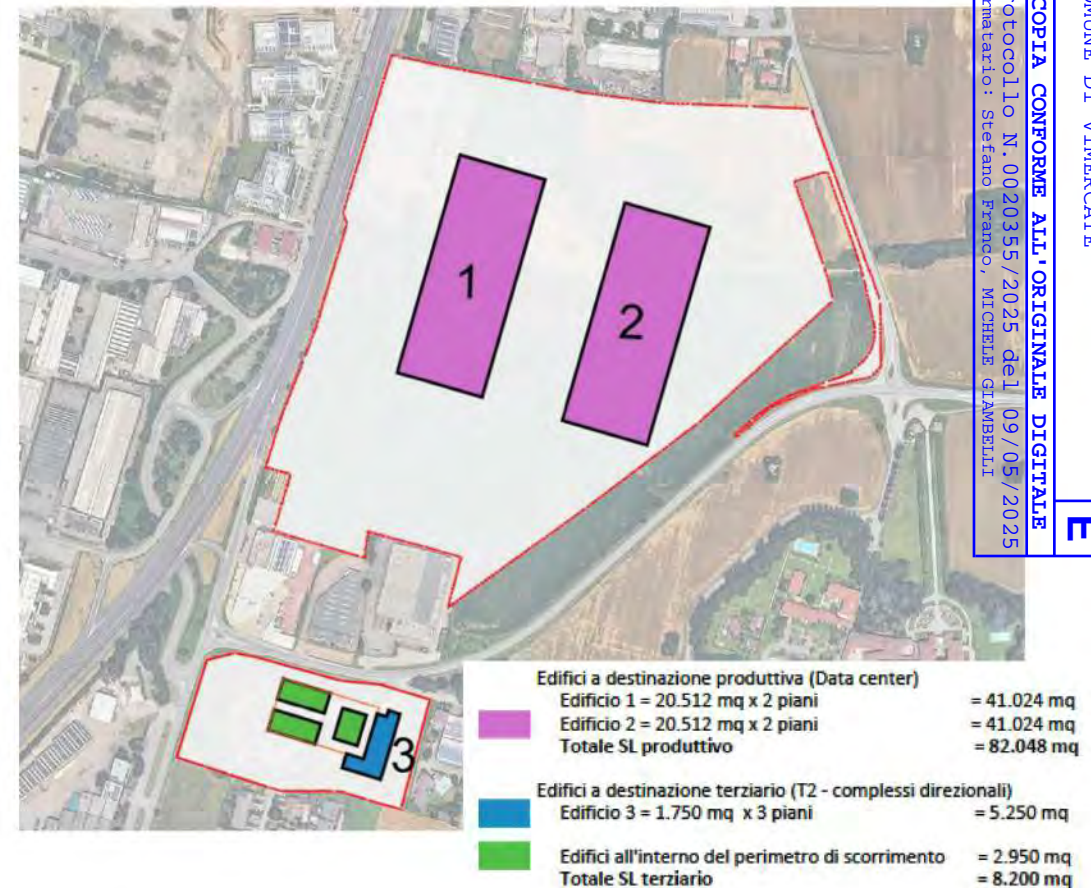 1
2
3
COPIA CONFORME ALL'ORIGINALE DIGITALE
E
Edifici a destinazione produttiva (Data center)
Edificio 1 = 20.512 mq x 2 piani = 41.024 mq
Edificio 2 = 20.512 mq x 2 piani = 41.024 mq
Totale SL produttivo = 82.048 mq
Edifici a destinazione terziario (T2 - complessi direzionali)
Edificio 3 = 1.750 mq x 3 piani = 5.250 mq
Edifici all'interno del perimetro di scorrimento = 2.950 mq
Totale SL terziario = 8.200 mq
DI VIMERCATE
N.0020355/2025 del 09/05/2025
Stefano Franco, MICHELE GIAMBELLI